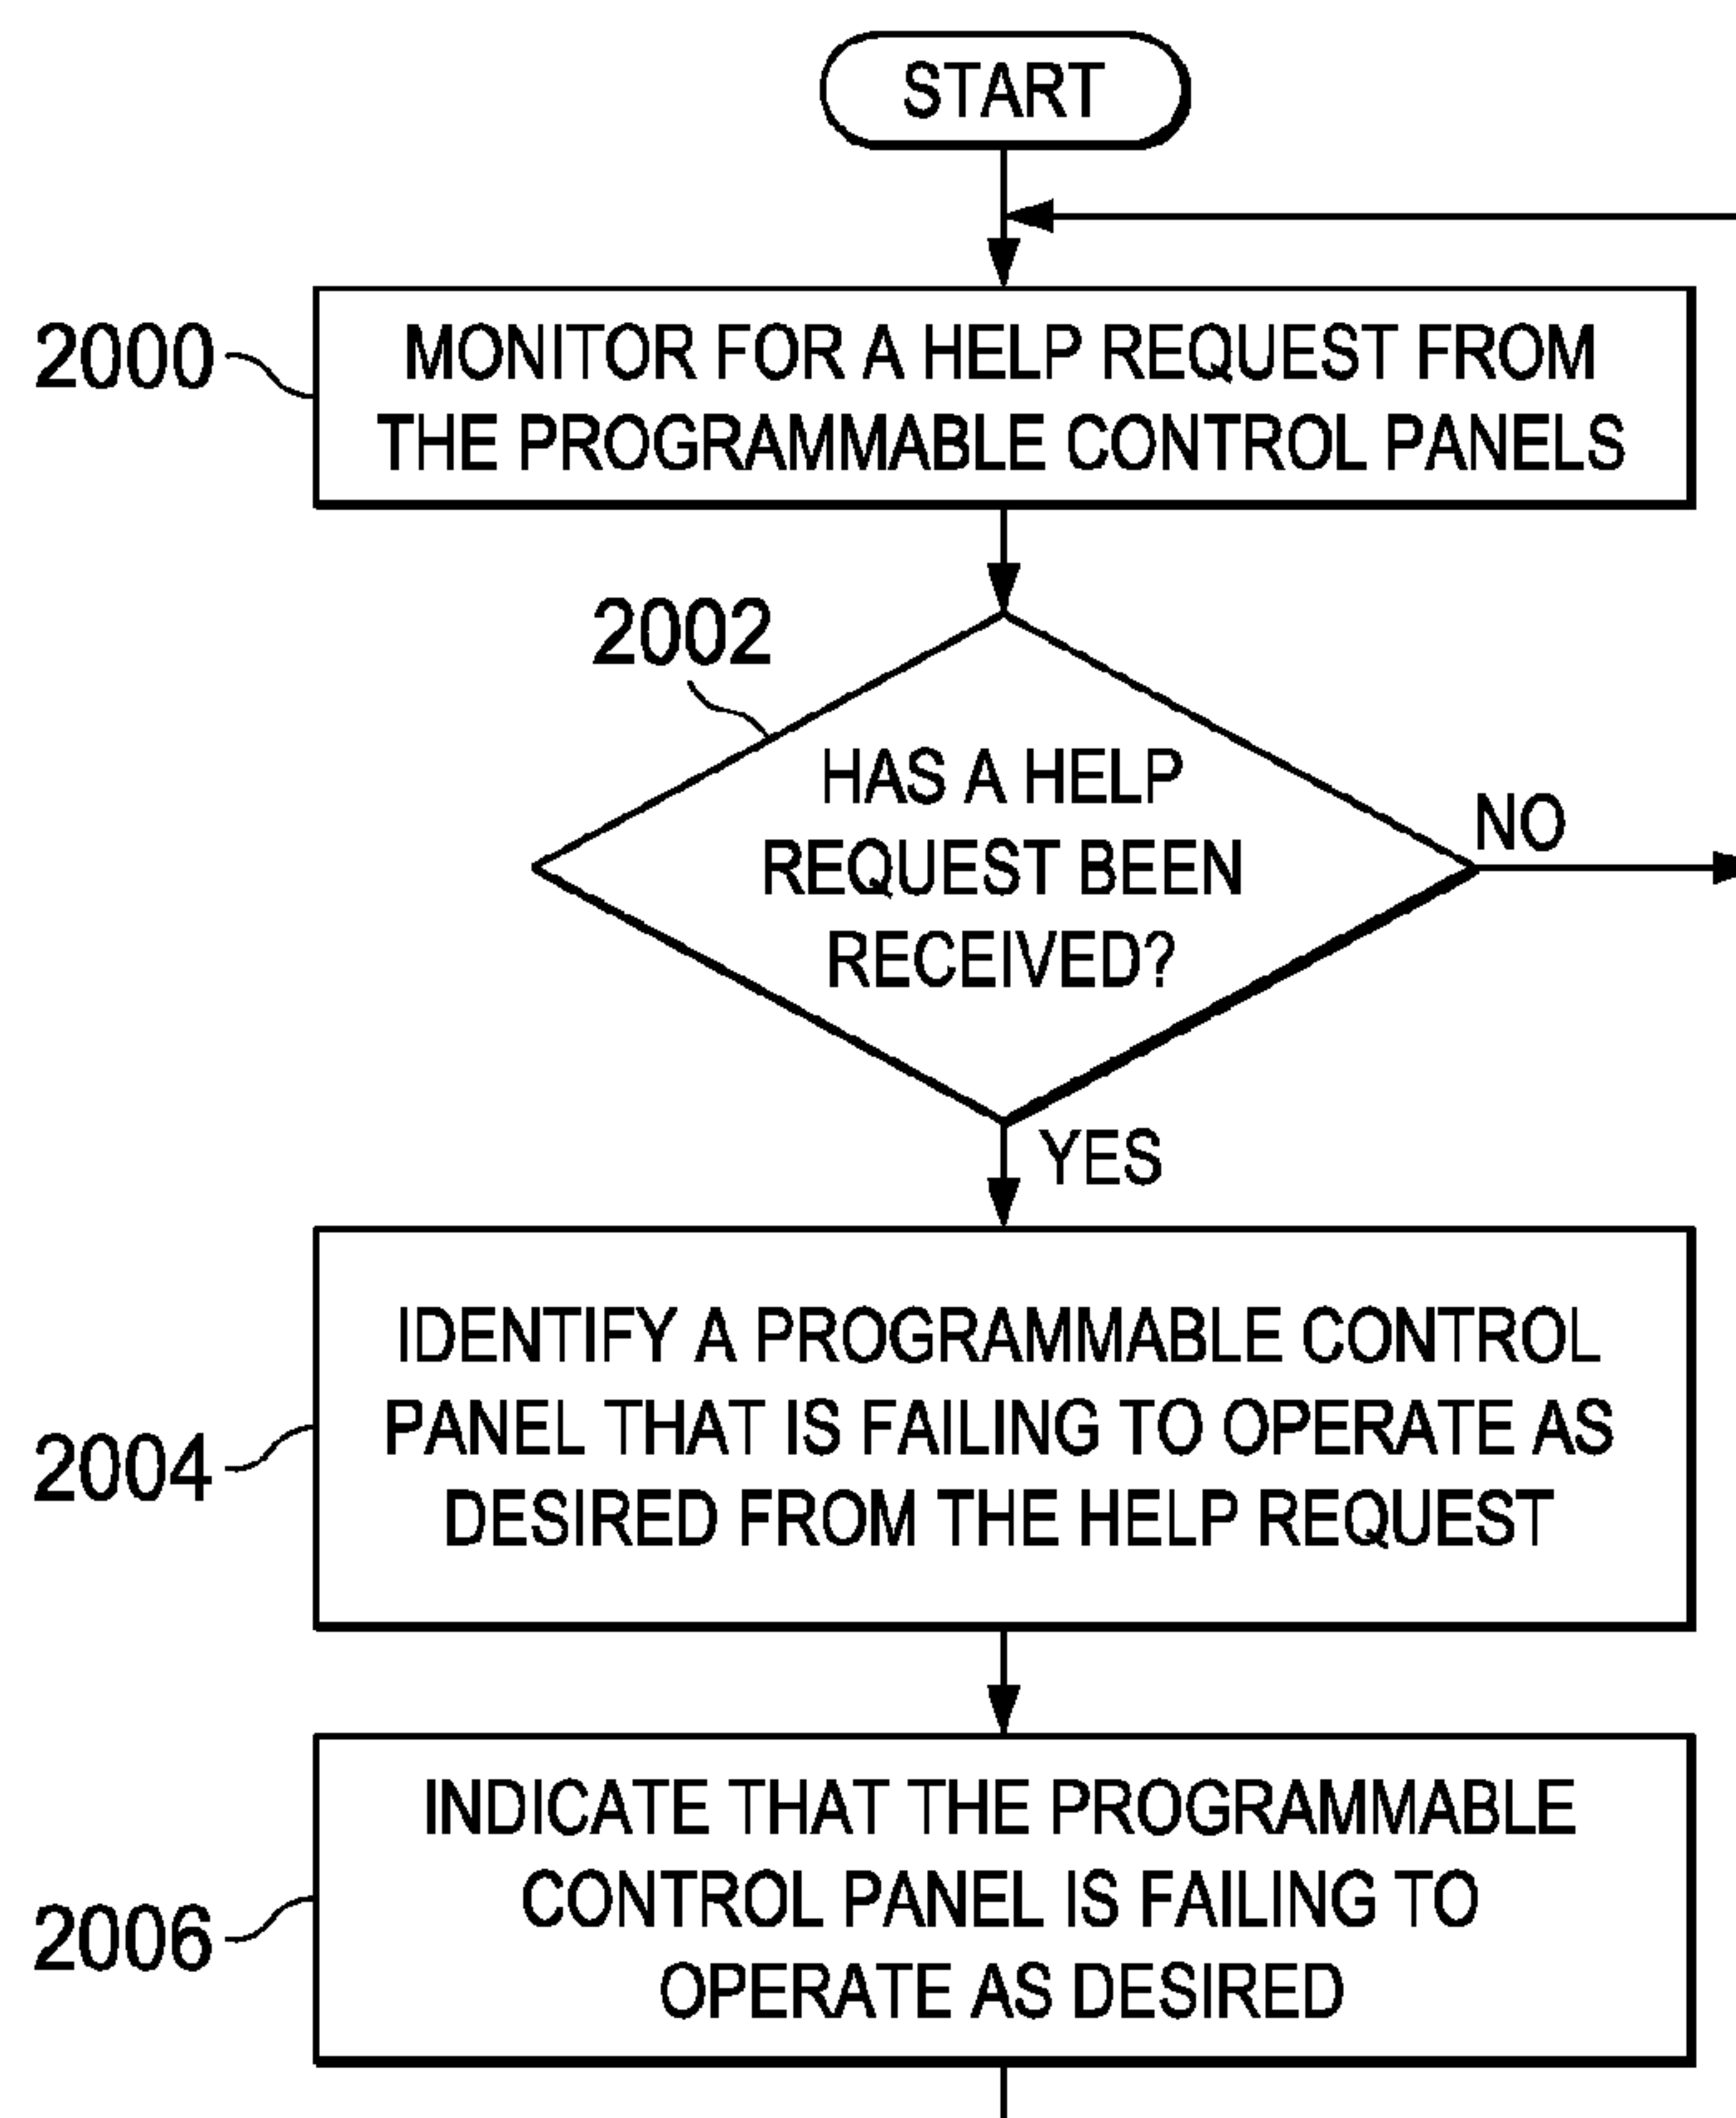 START
2000
MONITOR FOR A HELP REQUEST FROM
THE PROGRAMMABLE CONTROL PANELS
2002
HAS A HELP
REQUEST BEEN
RECEIVED?
NO
YES
2004
IDENTIFY A PROGRAMMABLE CONTROL
PANEL THAT IS FAILING TO OPERATE AS
DESIRED FROM THE HELP REQUEST
2006
INDICATE THAT THE PROGRAMMABLE
CONTROL PANEL IS FAILING TO
OPERATE AS DESIRED